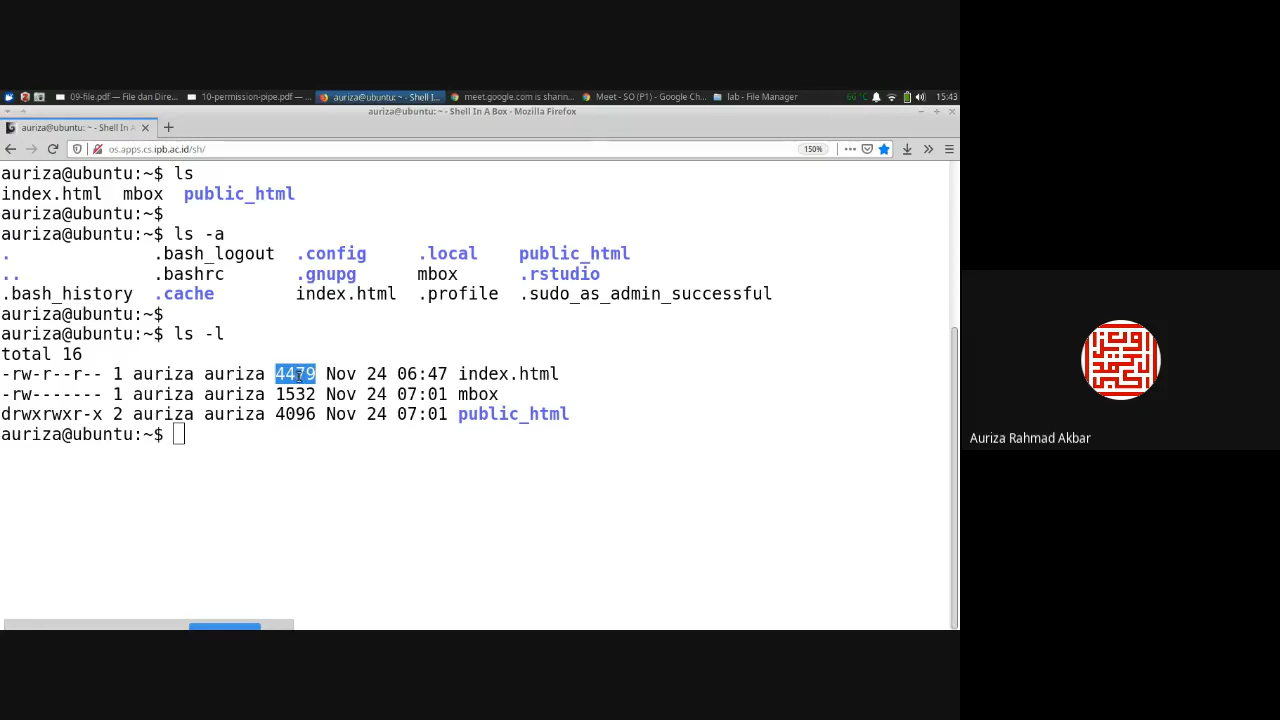 09-file.pdf — File dan Dire...
10-permission-pipe.pdf — ...
auriza@ubuntu: ~ - Shell I...
meet.google.com is sharin...
Meet - SO (P1) - Google Ch...
lab - File Manager
15:43
auriza@ubuntu: ~ - Shell In A Box - Mozilla Firefox
auriza@ubuntu: ~ - Shell In A
os.apps.cs.ipb.ac.id/sh/
150%
auriza@ubuntu:~$ ls
index.html mbox public_html
auriza@ubuntu:~$
auriza@ubuntu:~$ ls -a
. .bash_logout .config .local public_html
.. .bashrc .gnupg mbox .rstudio
.bash_history .cache index.html .profile .sudo_as_admin_successful
auriza@ubuntu:~$
auriza@ubuntu:~$ ls -l
total 16
-rw-r--r-- 1 auriza auriza 4479 Nov 24 06:47 index.html
-rw------- 1 auriza auriza 1532 Nov 24 07:01 mbox
drwxrwxr-x 2 auriza auriza 4096 Nov 24 07:01 public_html
auriza@ubuntu:~$
Auriza Rahmad Akbar